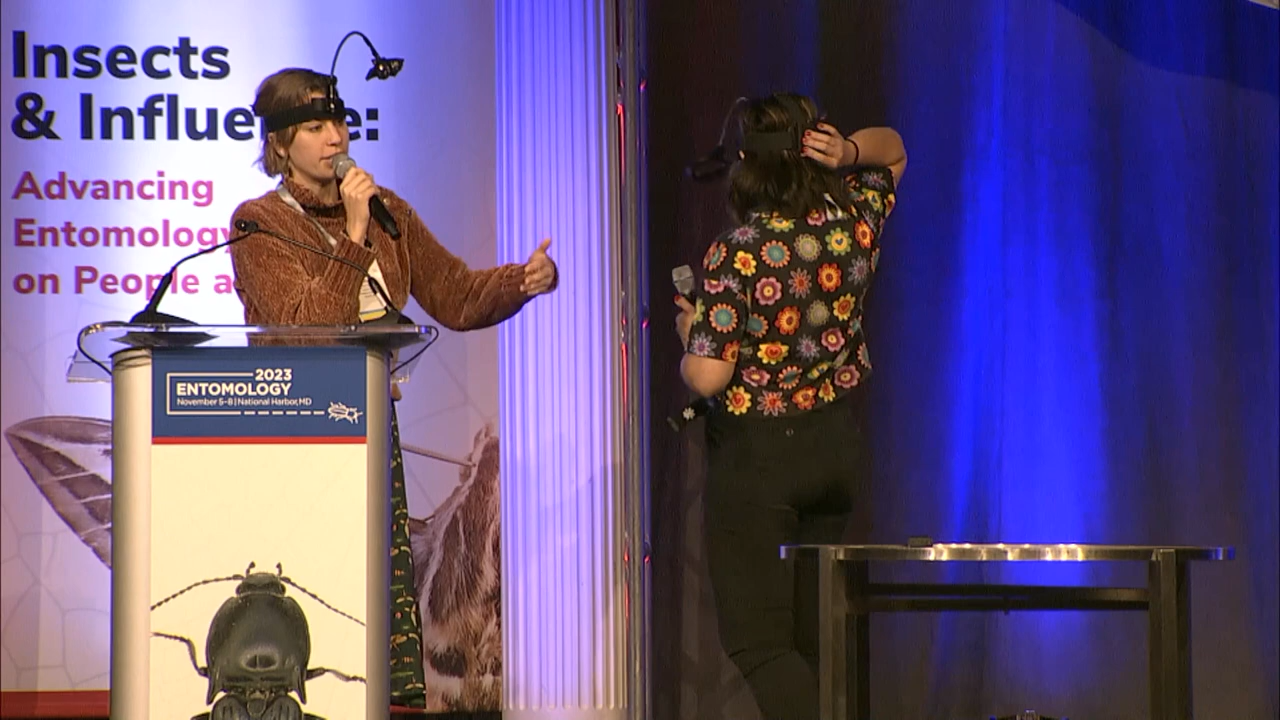 Insects
& Influe e:
Advancing
Entomology
on People a
2023
ENTOMOLOGY
November 5-8 | National Harbor, MD